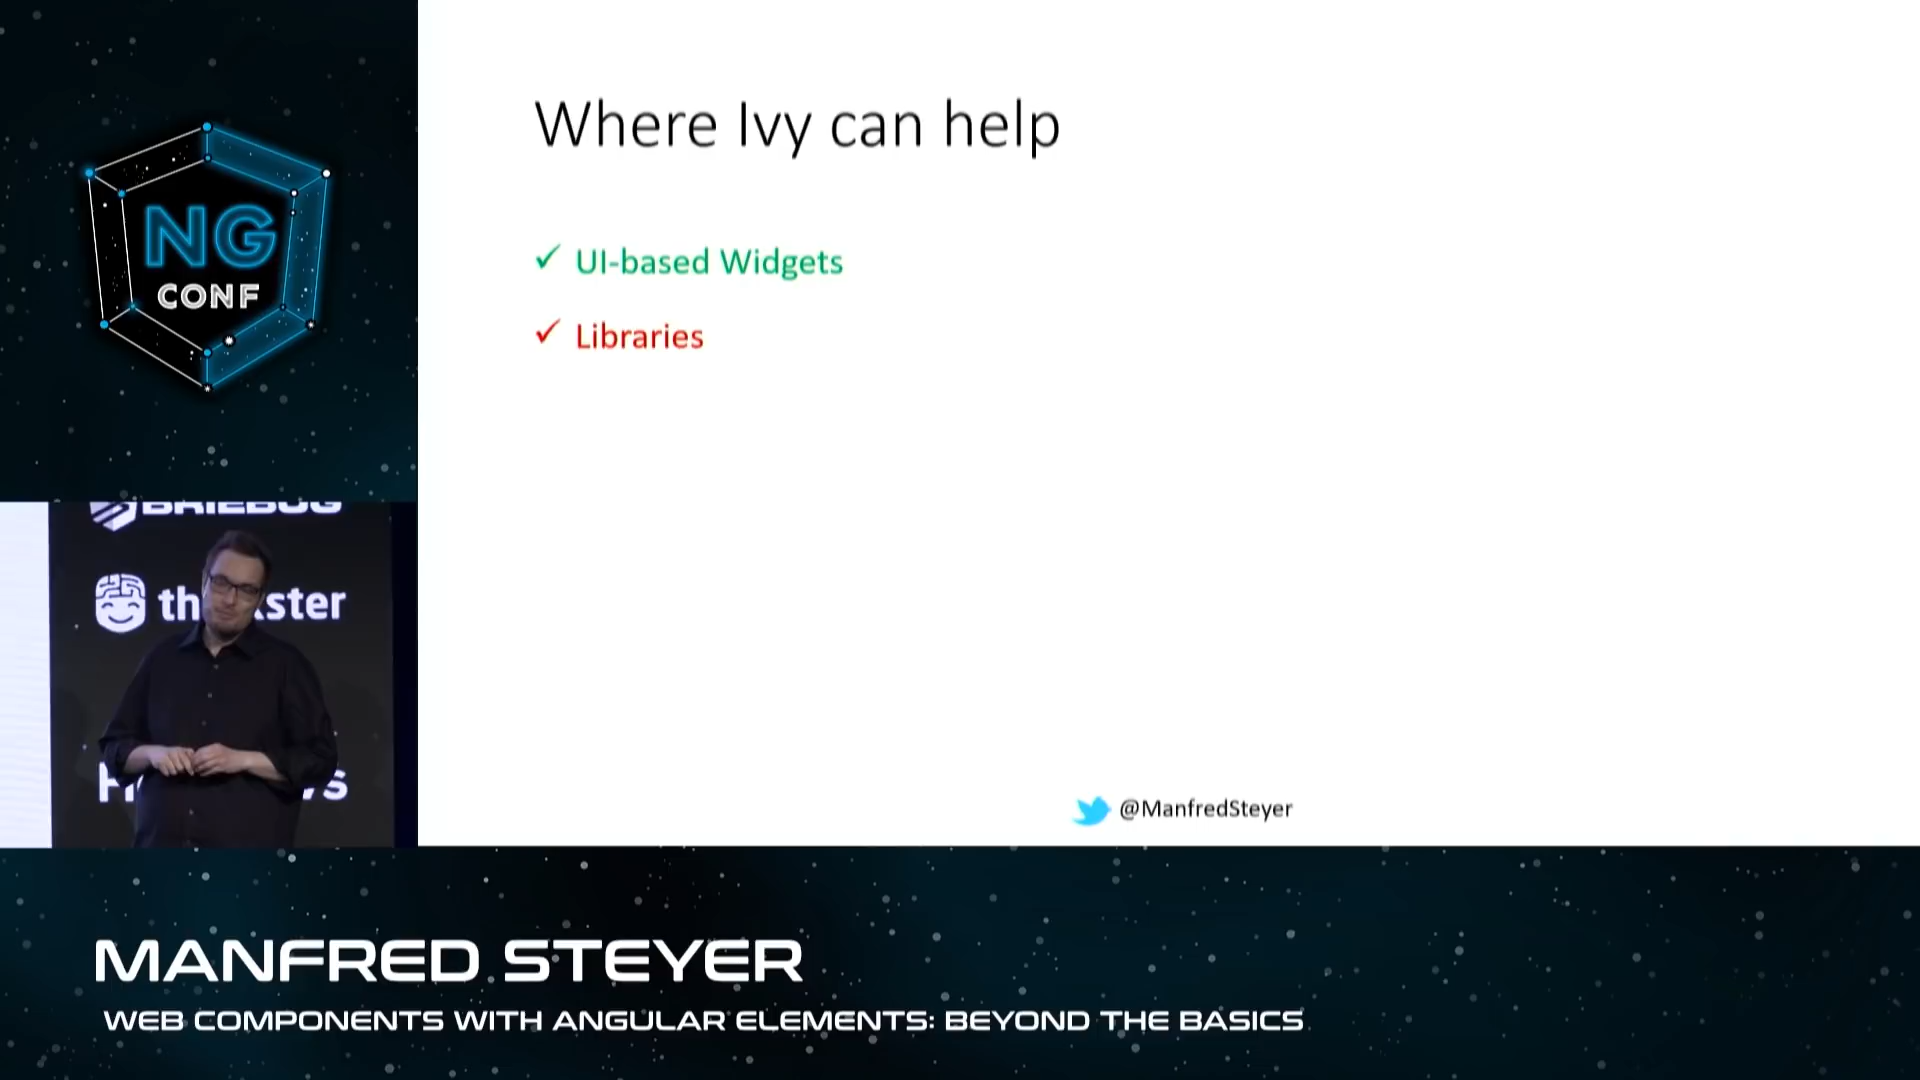 NG
CONF
Where Ivy can help
✓ UI-based Widgets
✓ Libraries
@ManfredSteyer
MANFRED STEYER
WEB COMPONENTS WITH ANGULAR ELEMENTS: BEYOND THE BASICS